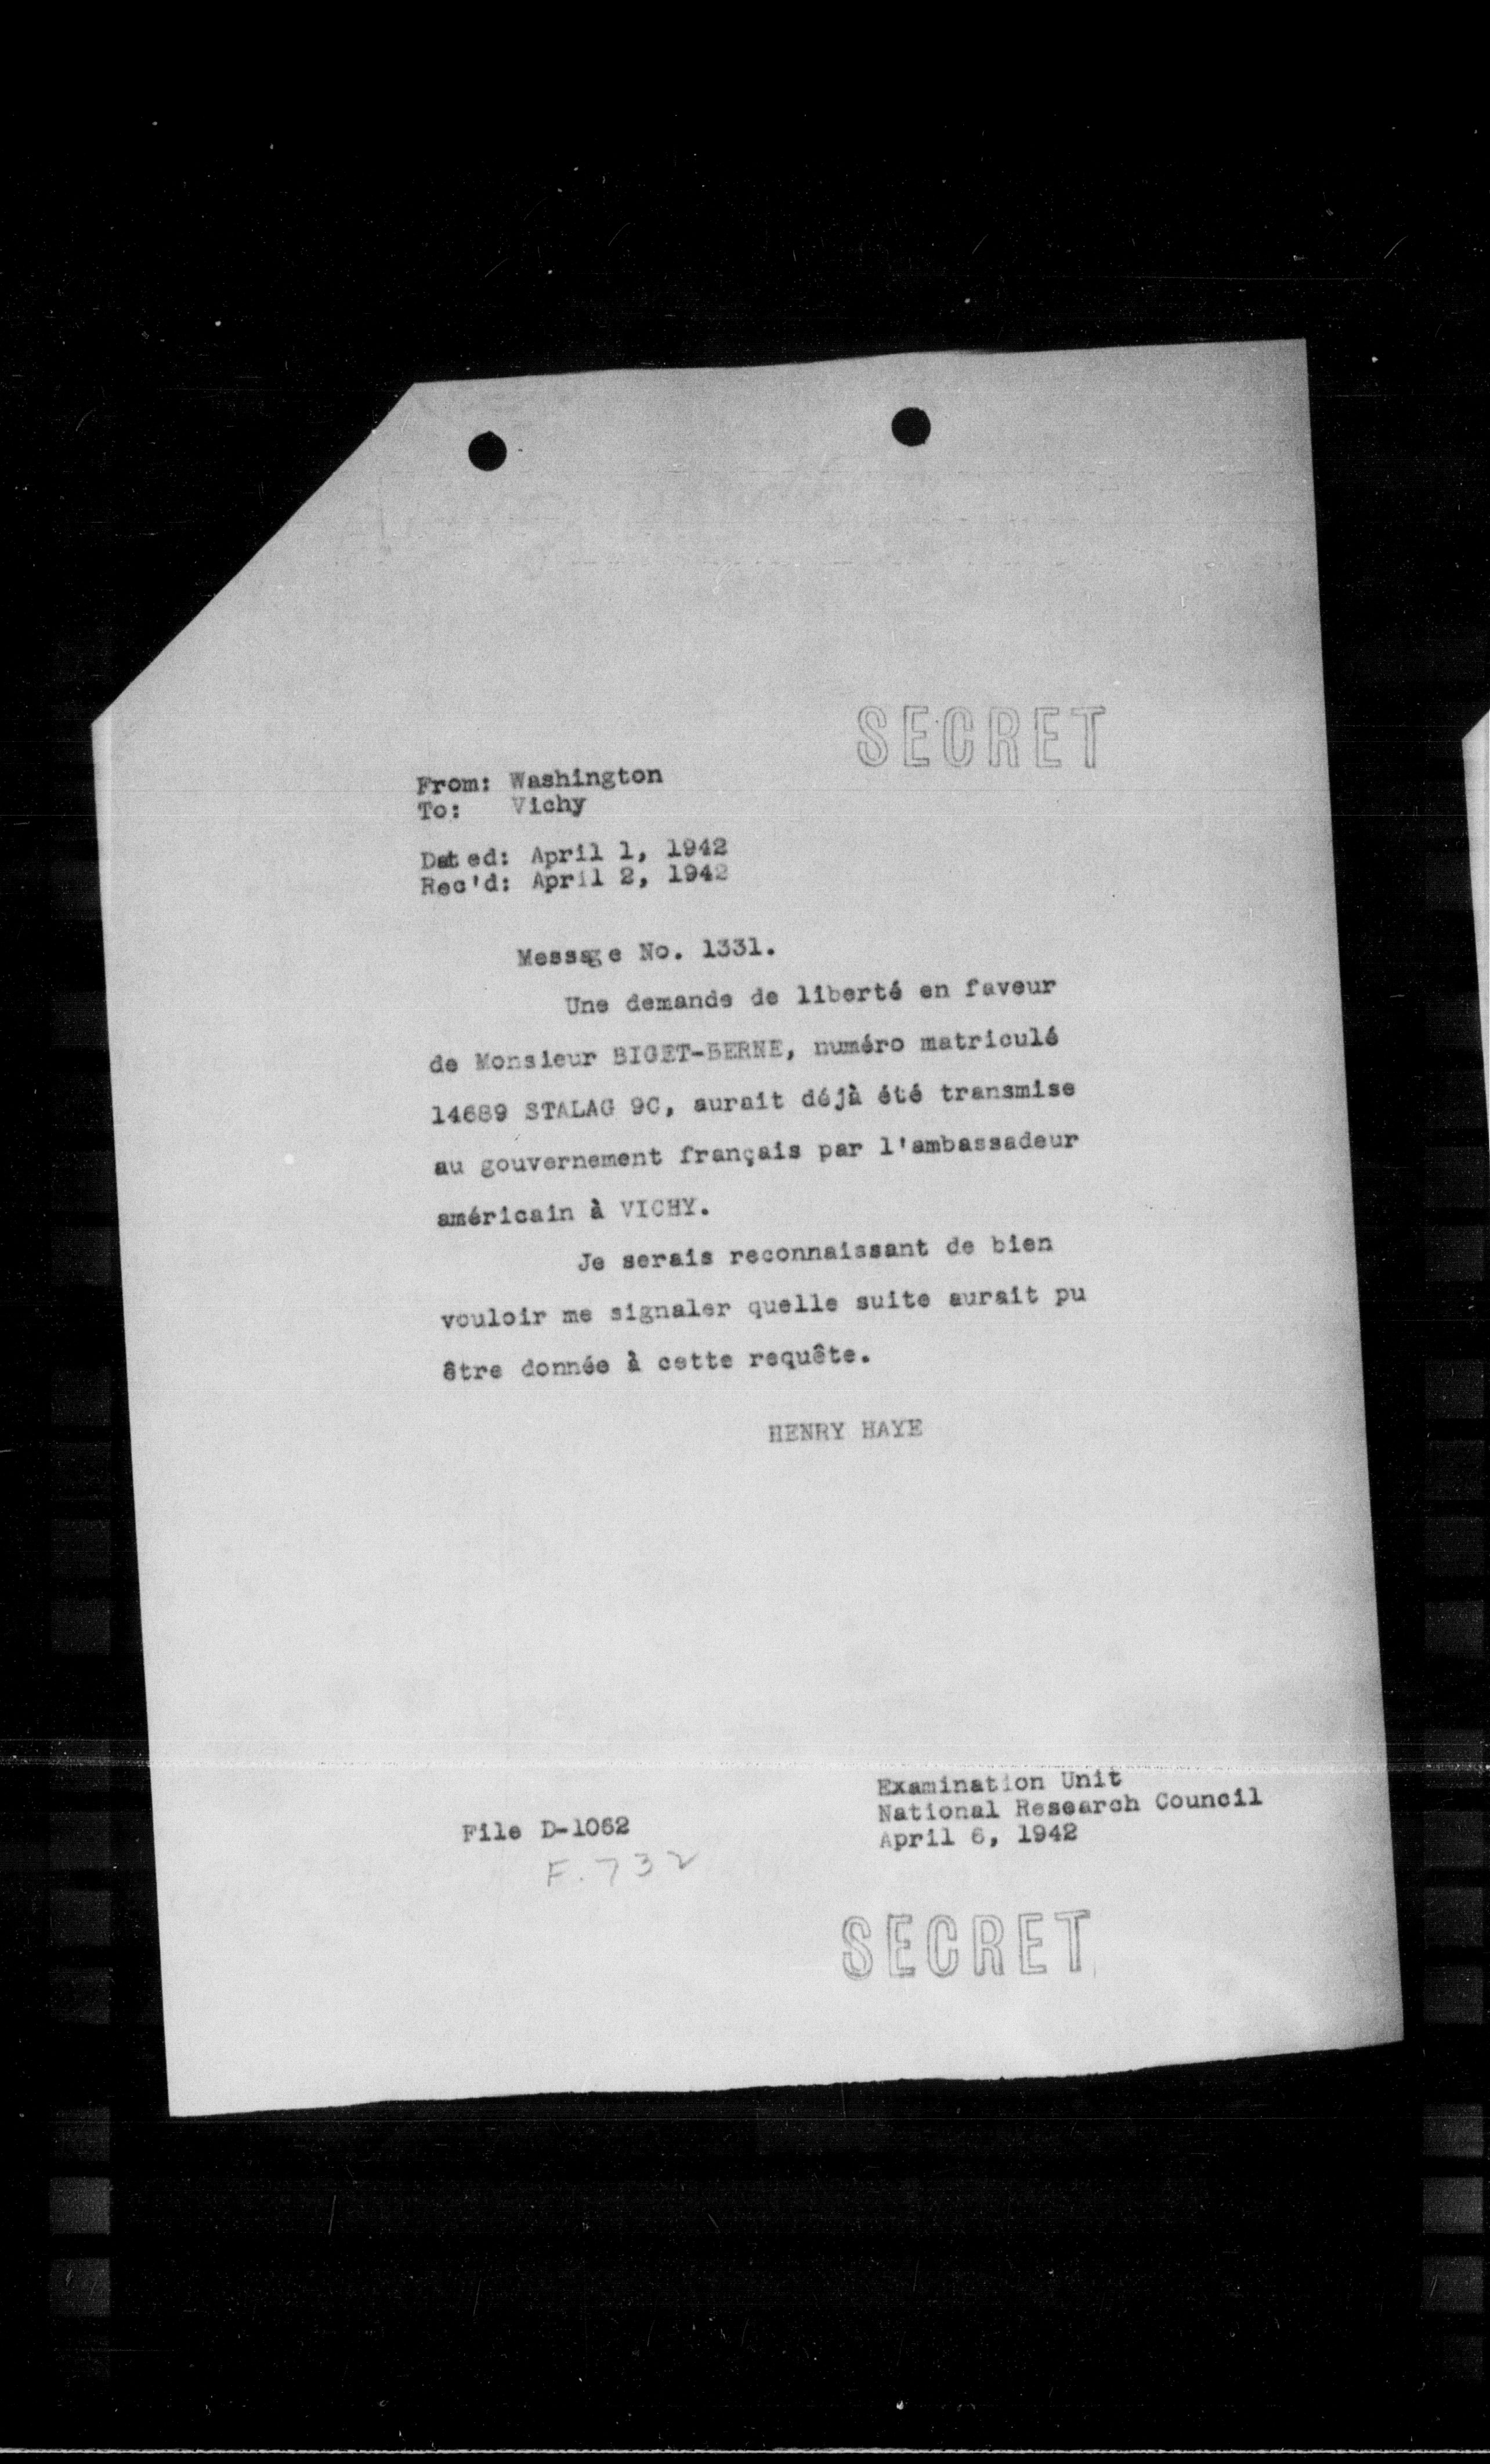 SECRET
From: Washington
To: Vichy
Dated: April 1, 1942
Rec'd: April 2, 1942
Message No. 1331.
Une demande de liberté en faveur
de Monsieur BIGET-BERNE, numéro matriculé
14689 STALAG 9C, aurait déjà été transmise
au gouvernement français par l'ambassadeur
américain à VICHY.
Je serais reconnaissant de bien
vouloir me signaler quelle suite aurait pu
être donnée à cette requête.
HENRY HAYE
Examination Unit
National Research Council
April 6, 1942
File D-1062
F. 732
SECRET